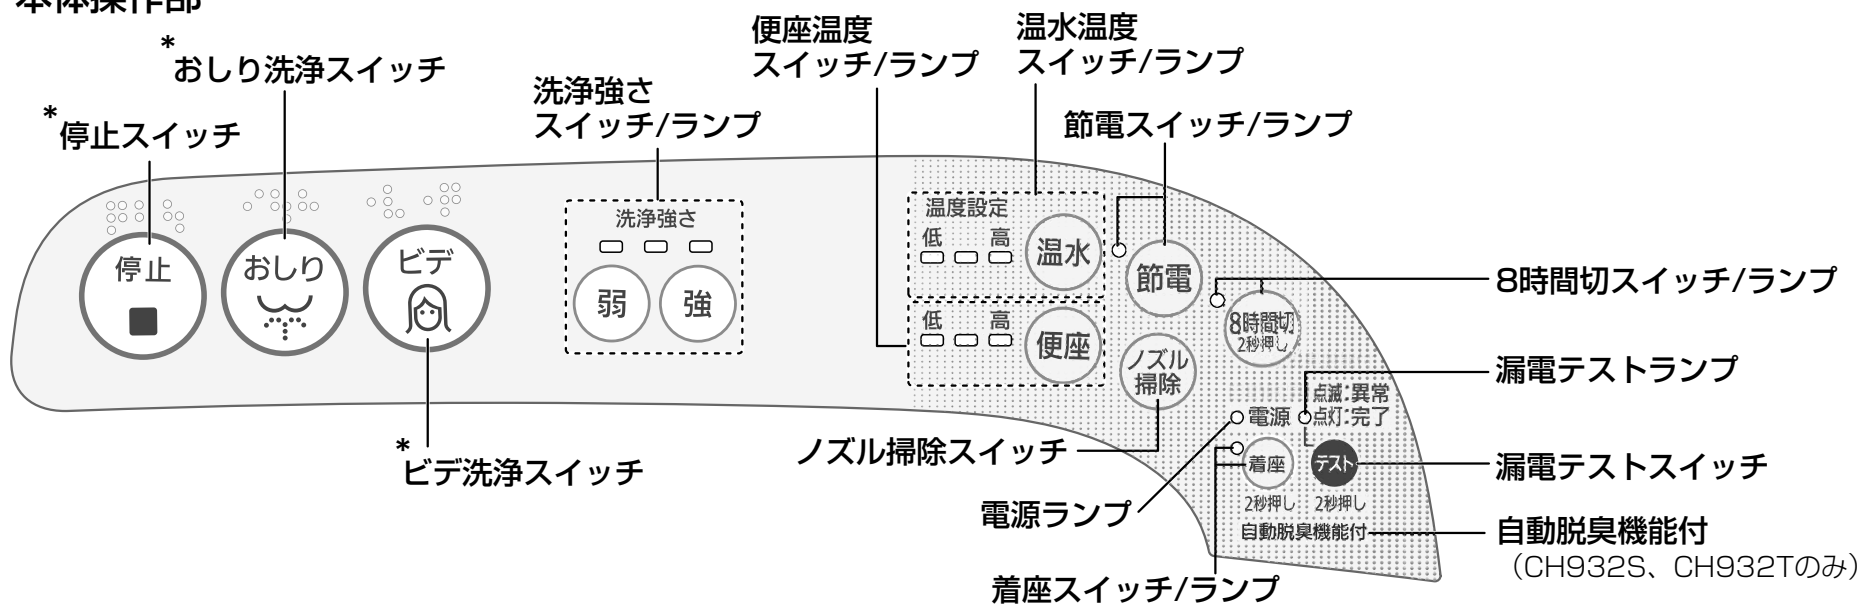 本体操作部
*おしり洗浄スイッチ
*停止スイッチ
洗浄強さ
スイッチ/ランプ
便座温度
スイッチ/ランプ
温水温度
スイッチ/ランプ
節電スイッチ/ランプ
停止
おしり
ビデ
洗浄強さ
弱
強
温度設定
低
高
温水
低
高
便座
節電
8時間切
2秒押し
ノズル
掃除
電源
点滅:異常
点灯:完了
着座
テスト
2秒押し
2秒押し
自動脱臭機能付
8時間切スイッチ/ランプ
漏電テストランプ
漏電テストスイッチ
自動脱臭機能付
(CH932S、CH932Tのみ)
*ビデ洗浄スイッチ
ノズル掃除スイッチ
電源ランプ
着座スイッチ/ランプ